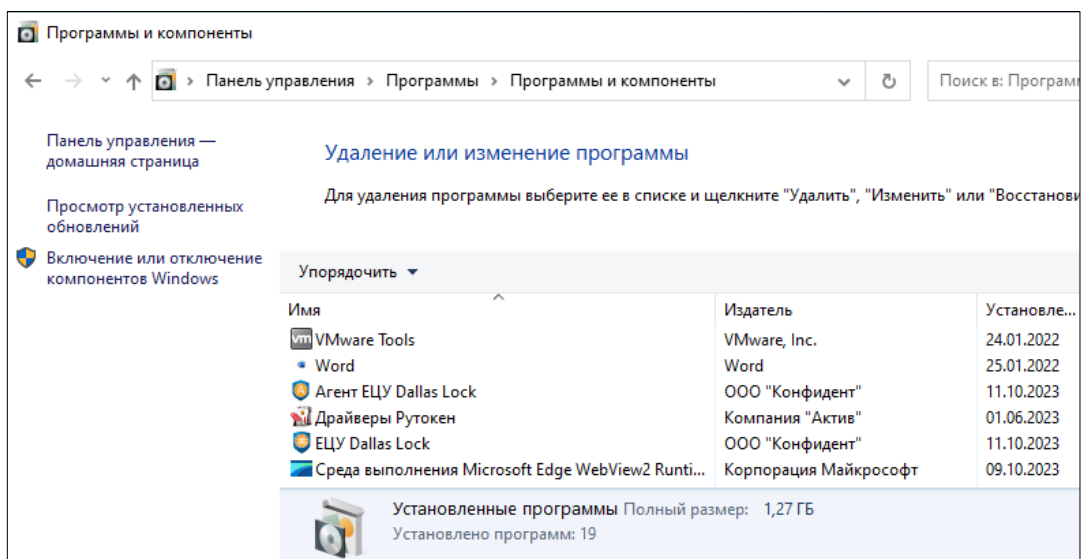 Программы и компоненты
Панель управления > Программы > Программы и компоненты
Поиск в: Програм
Панель управления —
домашняя страница
Просмотр установленных
обновлений
Включение или отключение
компонентов Windows
Удаление или изменение программы
Для удаления программы выберите ее в списке и щелкните "Удалить", "Изменить" или "Восстанови
Упорядочить
Имя Издатель Установле...
VMware Tools VMware, Inc. 24.01.2022
Word Word 25.01.2022
Агент ЕЦУ Dallas Lock ООО "Конфидент" 11.10.2023
Драйверы Рутокен Компания "Актив" 01.06.2023
ЕЦУ Dallas Lock ООО "Конфидент" 11.10.2023
Среда выполнения Microsoft Edge WebView2 Runti... Корпорация Майкрософт 09.10.2023
Установленные программы Полный размер: 1,27 ГБ
Установлено программ: 19